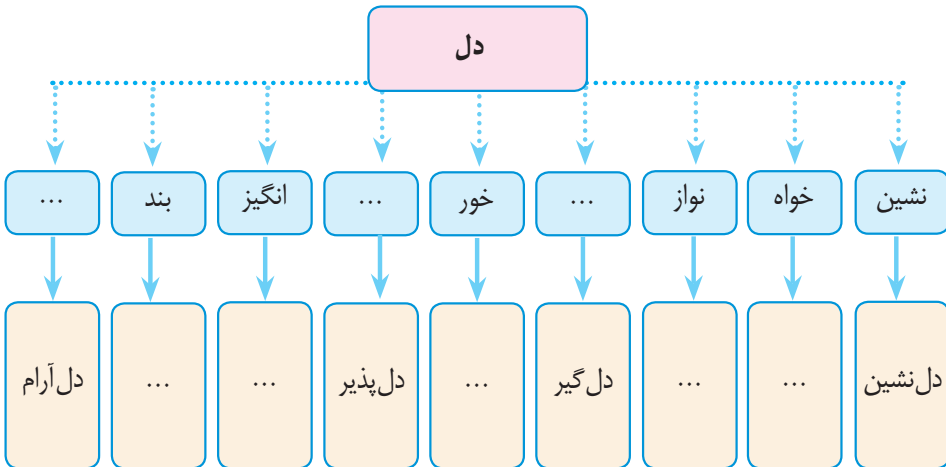 دل
نشین خواه نواز ... خور ... انگیز بند ...
دل‌نشین ... ... دل‌گیر ... دل‌پذیر ... ... دل‌آرام